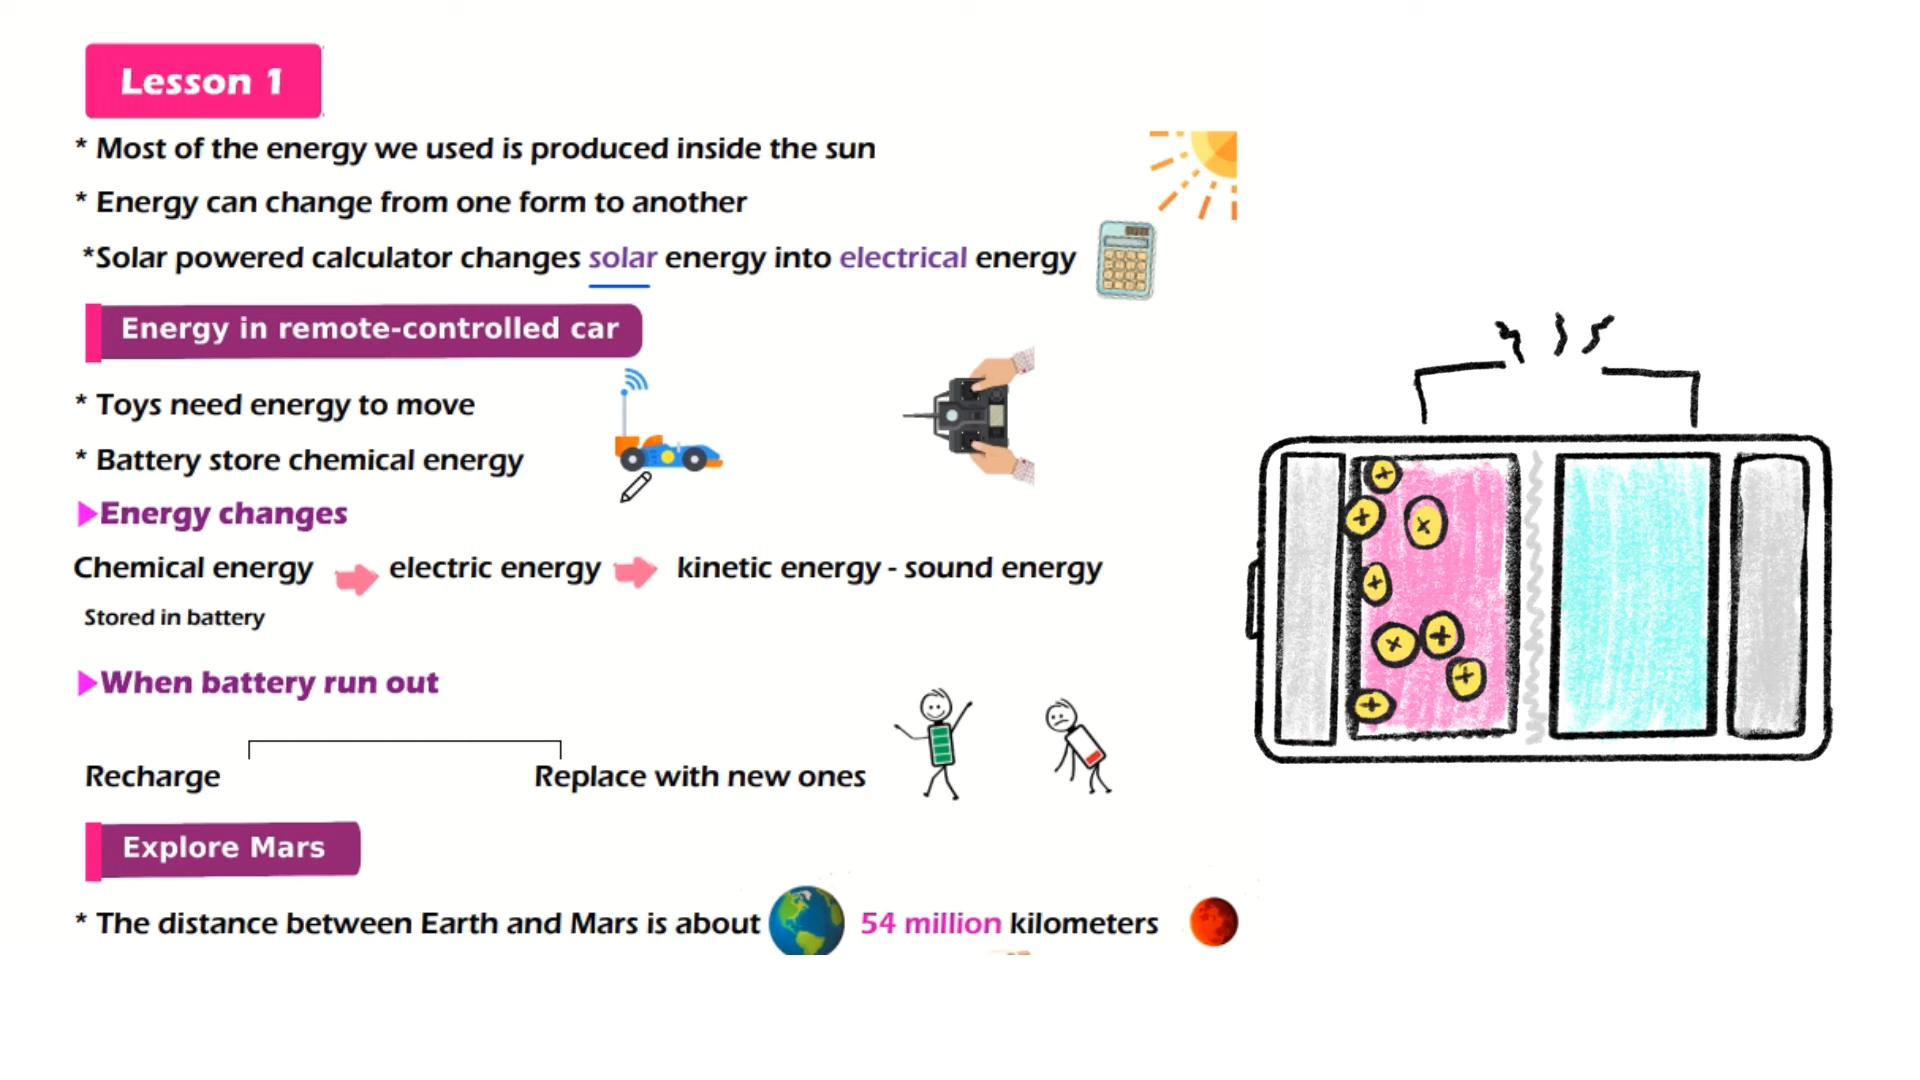 Lesson 1
* Most of the energy we used is produced inside the sun
* Energy can change from one form to another
*Solar powered calculator changes solar energy into electrical energy
Energy in remote-controlled car
* Toys need energy to move
* Battery store chemical energy
Energy changes
Chemical energy electric energy kinetic energy - sound energy
Stored in battery
When battery run out
Recharge Replace with new ones
Explore Mars
* The distance between Earth and Mars is about 54 million kilometers